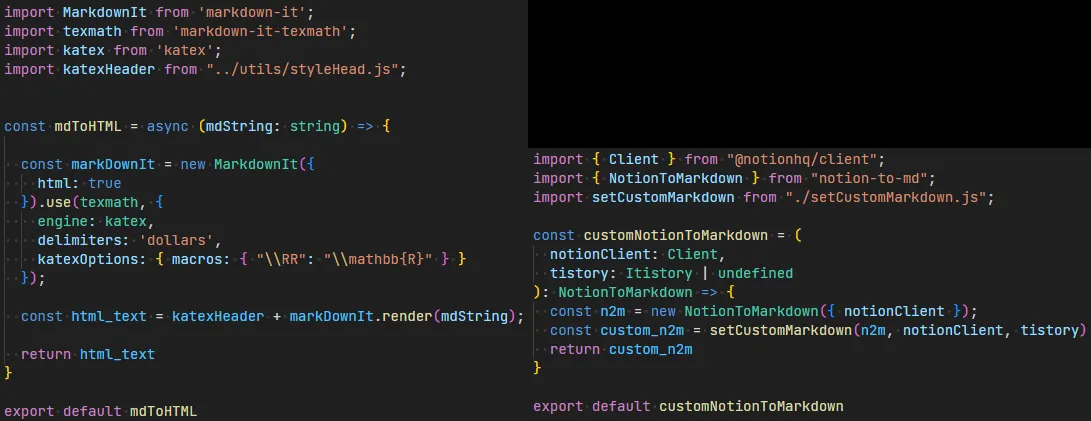 import MarkdownIt from 'markdown-it';
import texmath from 'markdown-it-texmath';
import katex from 'katex';
import katexHeader from "../utils/styleHead.js";
const mdToHTML = async (mdString: string) => {
  const markDownIt = new MarkdownIt({
    html: true
  }).use(texmath, {
    engine: katex,
    delimiters: 'dollars',
    katexOptions: { macros: { "\\RR": "\\mathbb{R}" } }
  });
  const html_text = katexHeader + markDownIt.render(mdString);
  return html_text
}
export default mdToHTML
import { Client } from "@notionhq/client";
import { NotionToMarkdown } from "notion-to-md";
import setCustomMarkdown from "./setCustomMarkdown.js";
const customNotionToMarkdown = (
  notionClient: Client,
  tistory: Itistory | undefined
): NotionToMarkdown => {
  const n2m = new NotionToMarkdown({ notionClient });
  const custom_n2m = setCustomMarkdown(n2m, notionClient, tistory)
  return custom_n2m
}
export default customNotionToMarkdown